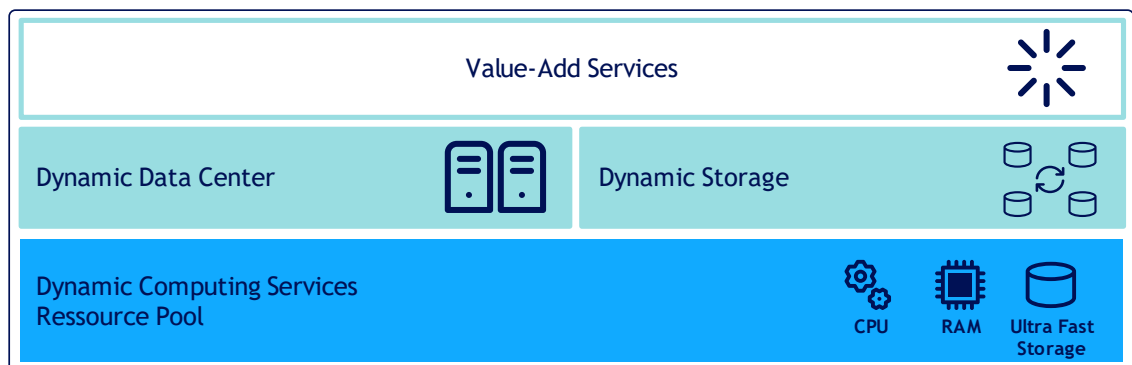 Value-Add Services
Dynamic Data Center
Dynamic Storage
Dynamic Computing Services
Ressource Pool
CPU
RAM
Ultra Fast
Storage